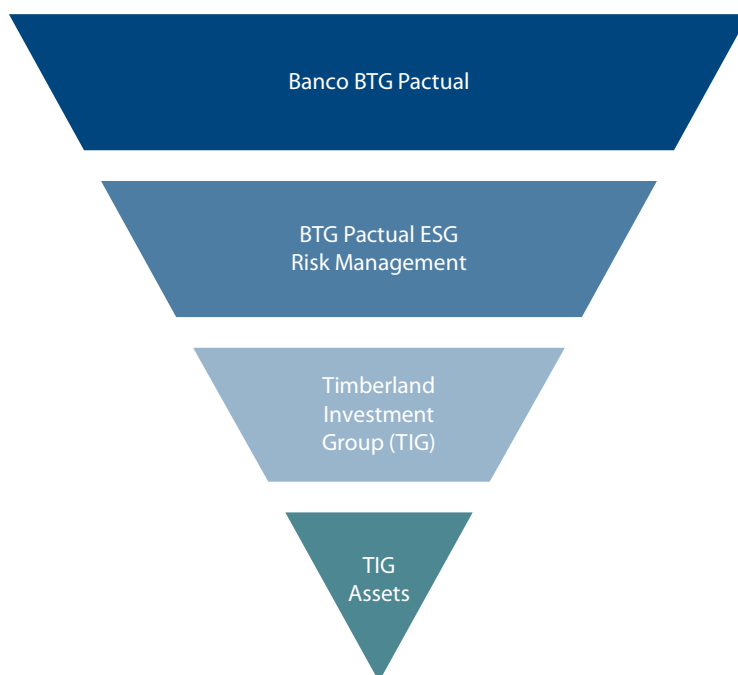 Banco BTG Pactual
BTG Pactual ESG
Risk Management
Timberland
Investment
Group (TIG)
TIG
Assets